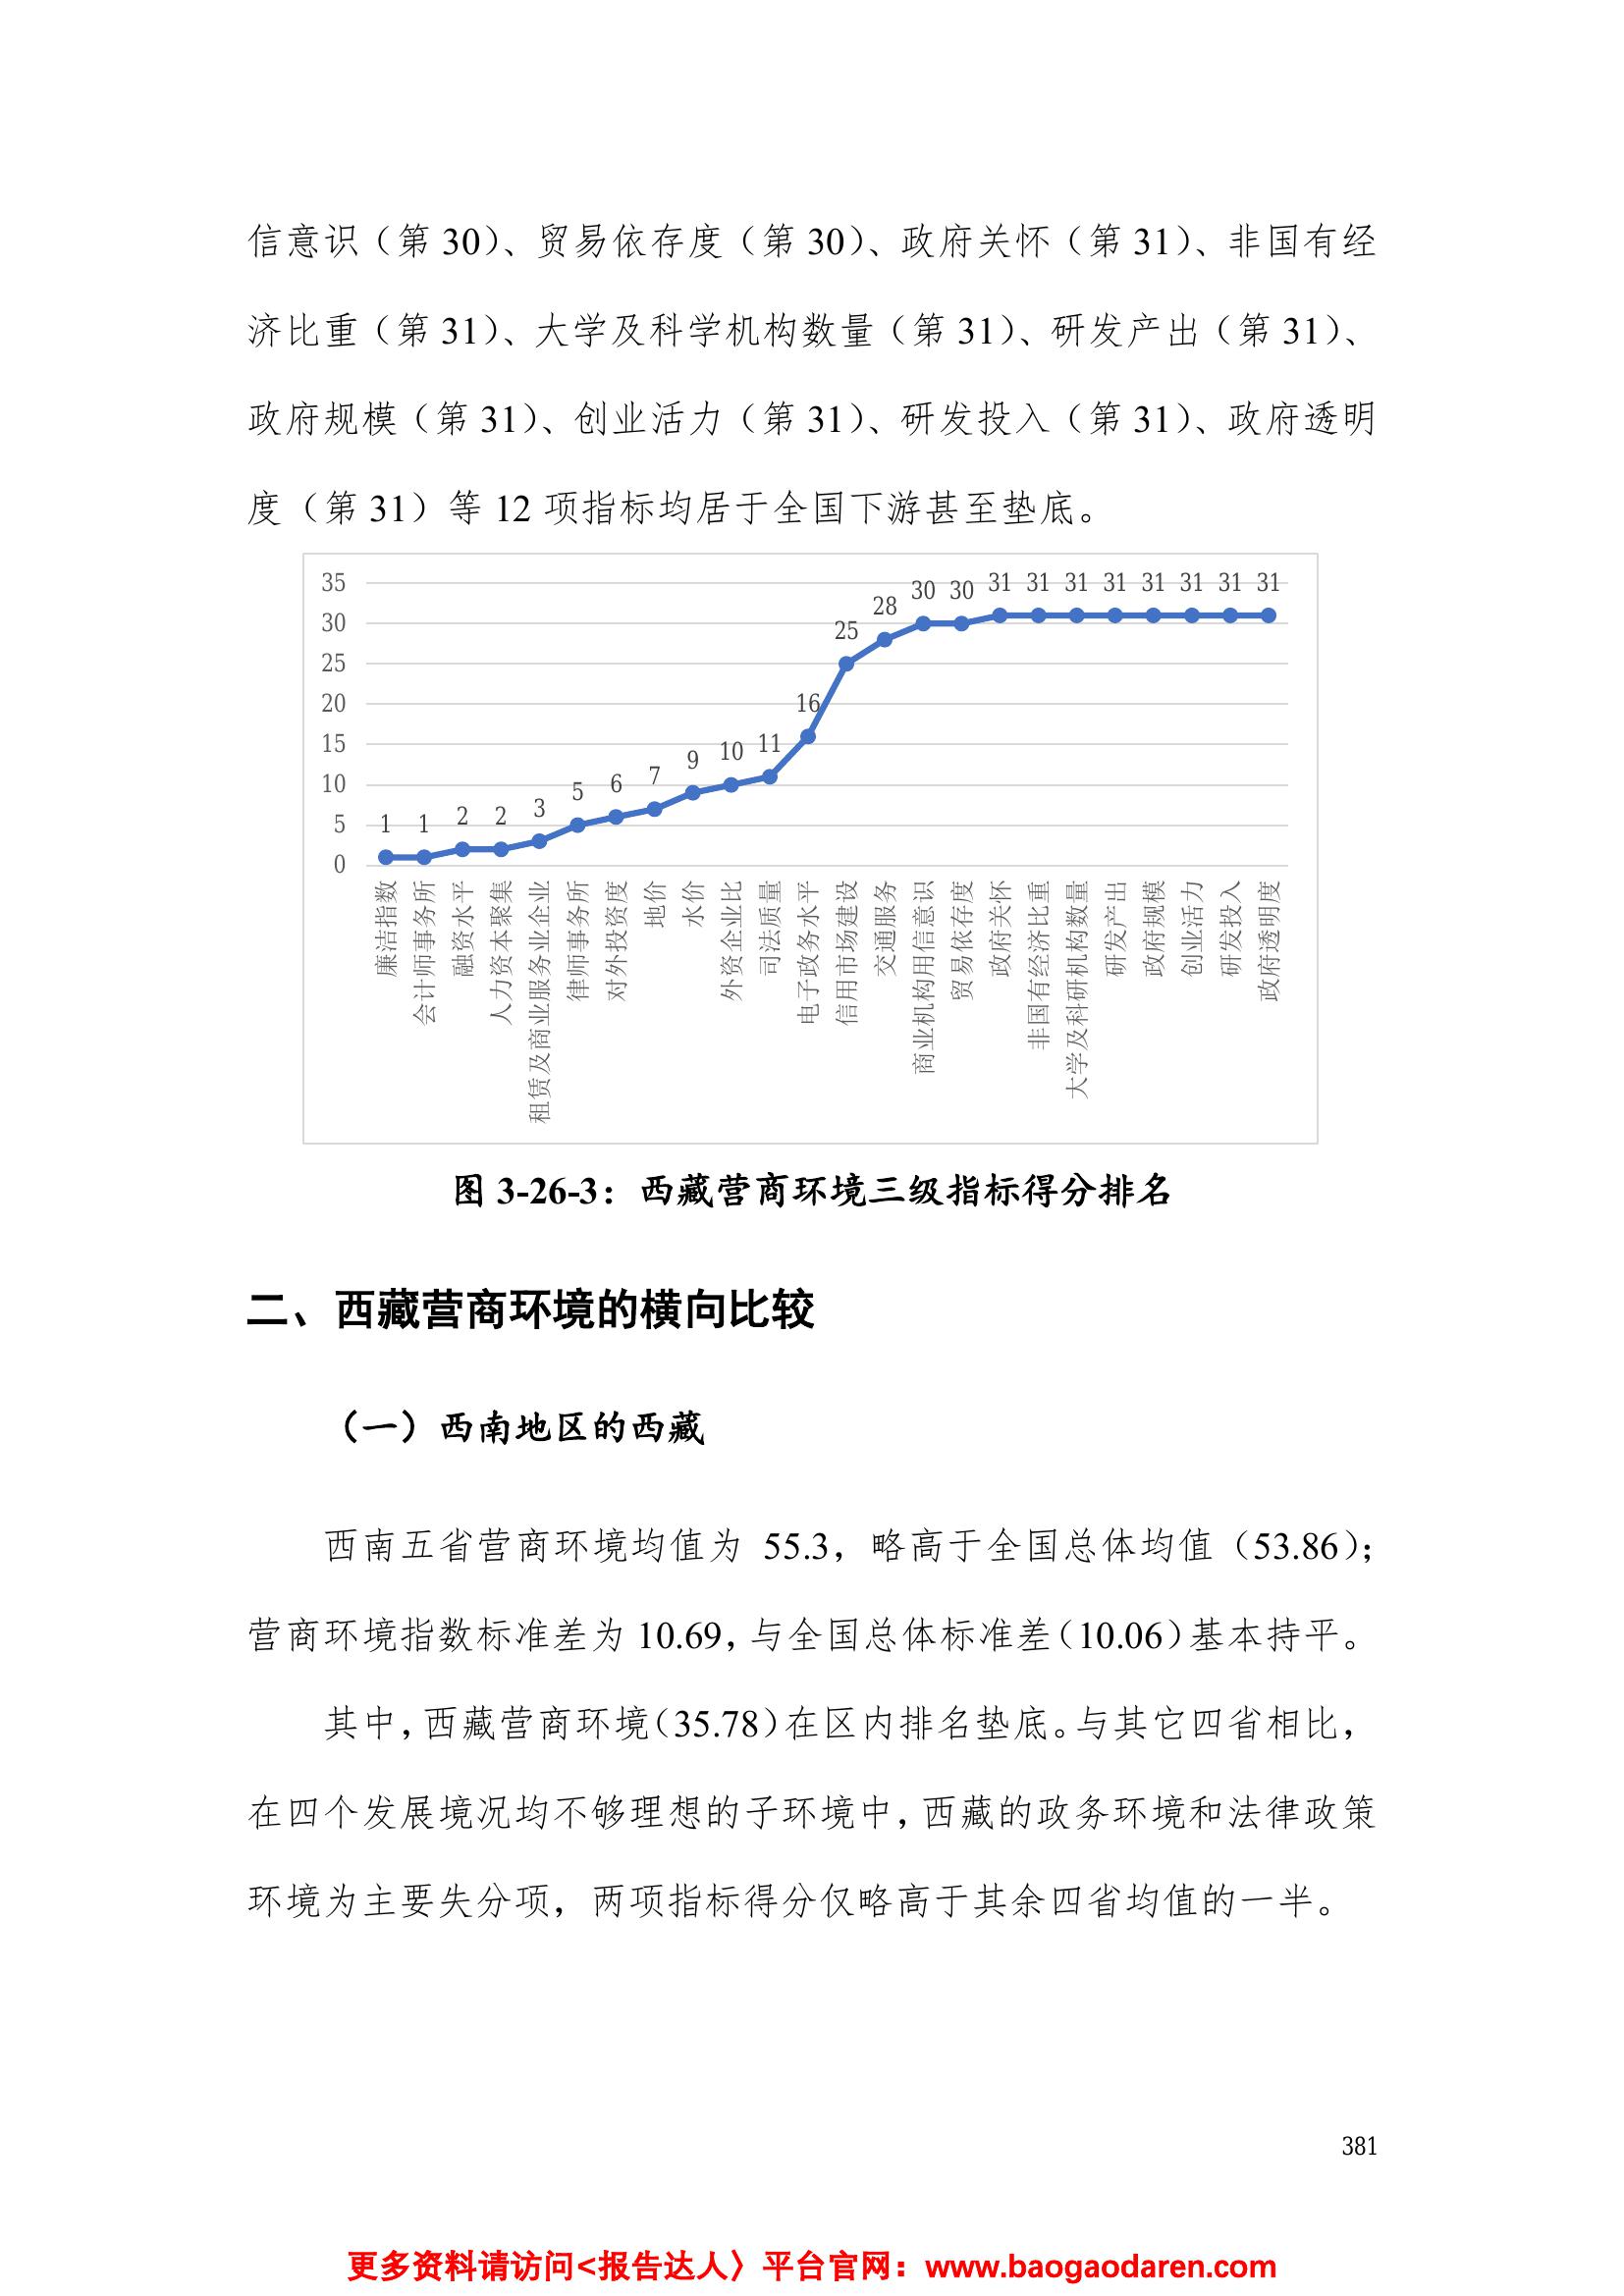 信意识（第 30）、贸易依存度（第 30）、政府关怀（第 31）、非国有经
济比重（第 31）、大学及科学机构数量（第 31）、研发产出（第 31）、
政府规模（第 31）、创业活力（第 31）、研发投入（第 31）、政府透明
度（第 31）等 12 项指标均居于全国下游甚至垫底。
35
30
25
20
15
10
5
0
1 1 2 2 3 5 6 7 9 10 11 16 25 28 30 30 31 31 31 31 31 31 31 31
廉洁指数
会计师事务所
融资水平
人力资本聚集
租赁及商业服务业企业
律师事务所
对外投资度
地价
水价
外资企业比
司法质量
电子政务水平
信用市场建设
交通服务
商业机构用信意识
贸易依存度
政府关怀
非国有经济比重
大学及科研机构数量
研发产出
政府规模
创业活力
研发投入
政府透明度
图 3-26-3：西藏营商环境三级指标得分排名
二、西藏营商环境的横向比较
（一）西南地区的西藏
西南五省营商环境均值为 55.3，略高于全国总体均值（53.86）；
营商环境指数标准差为 10.69，与全国总体标准差（10.06）基本持平。
其中，西藏营商环境（35.78）在区内排名垫底。与其它四省相比，
在四个发展境况均不够理想的子环境中，西藏的政务环境和法律政策
环境为主要失分项，两项指标得分仅略高于其余四省均值的一半。
381
更多资料请访问<报告达人〉平台官网：www.baogaodaren.com